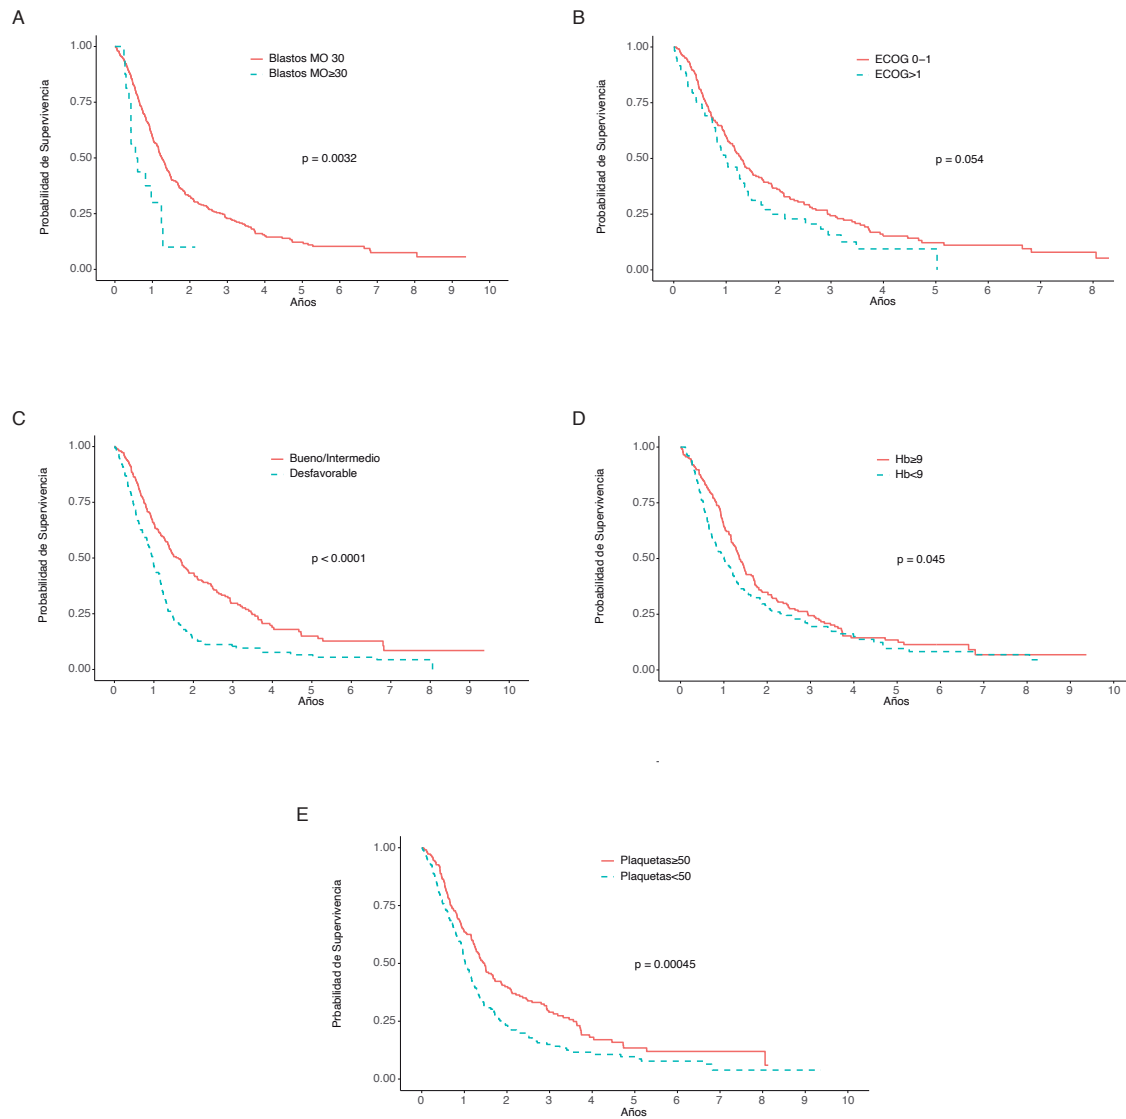 A
Probabilidad de Supervivencia
1.00
0.75
0.50
0.25
0.00
Blastos MO 30
Blastos MO≥30
p = 0.0032
0 1 2 3 4 5 6 7 8 9 10
Años
B
Probabilidad de Supervivencia
1.00
0.75
0.50
0.25
0.00
ECOG 0−1
ECOG>1
p = 0.054
0 1 2 3 4 5 6 7 8
Años
C
Probabilidad de Supervivencia
1.00
0.75
0.50
0.25
0.00
Bueno/Intermedio
Desfavorable
p < 0.0001
0 1 2 3 4 5 6 7 8 9 10
Años
D
Probabilidad de Supervivencia
1.00
0.75
0.50
0.25
0.00
Hb≥9
Hb<9
p = 0.045
0 1 2 3 4 5 6 7 8 9 10
Años
-
E
Prbabilidad de Supervivencia
1.00
0.75
0.50
0.25
0.00
Plaquetas≥50
Plaquetas<50
p = 0.00045
0 1 2 3 4 5 6 7 8 9 10
Años